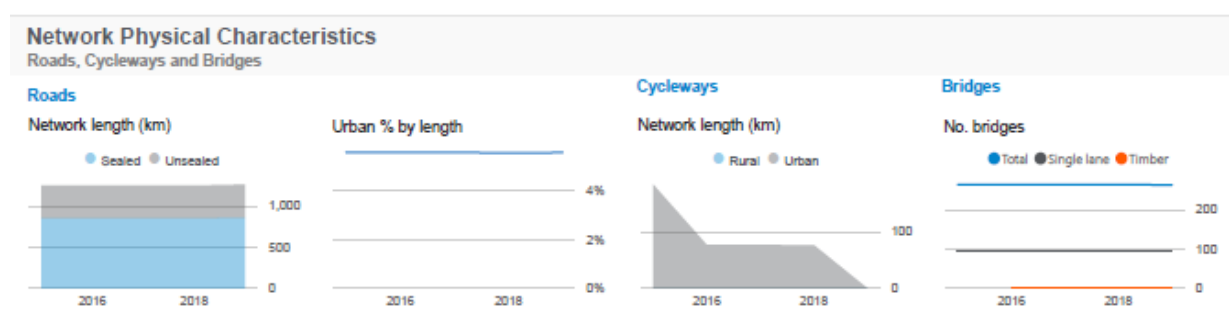 Network Physical Characteristics
Roads, Cycleways and Bridges
Roads
Network length (km)
Sealed Unsealed
1,000
500
0
2016 2018
Urban % by length
4%
2%
0%
2016 2018
Cycleways
Network length (km)
Rural Urban
100
0
2016 2018
Bridges
No. bridges
Total Single lane Timber
200
100
0
2016 2018